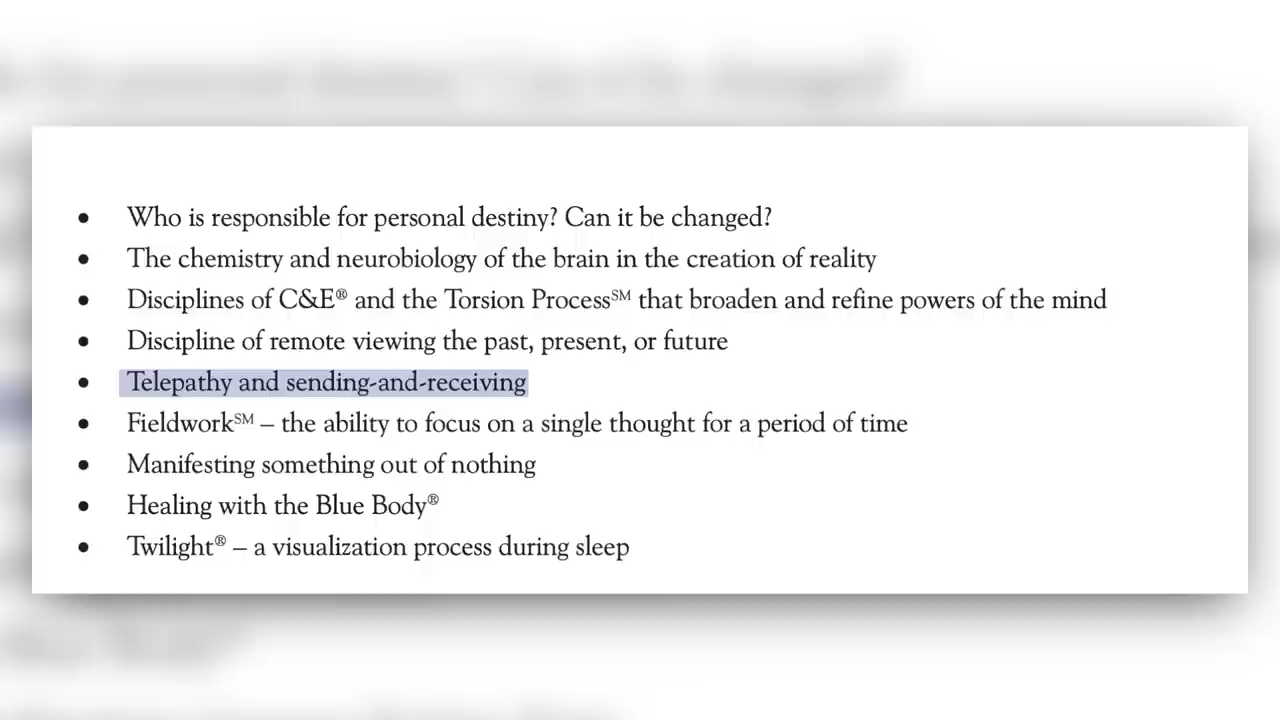 • Who is responsible for personal destiny? Can it be changed?
• The chemistry and neurobiology of the brain in the creation of reality
• Disciplines of C&E® and the Torsion Process℠ that broaden and refine powers of the mind
• Discipline of remote viewing the past, present, or future
• Telepathy and sending-and-receiving
• Fieldwork℠ – the ability to focus on a single thought for a period of time
• Manifesting something out of nothing
• Healing with the Blue Body®
• Twilight® – a visualization process during sleep